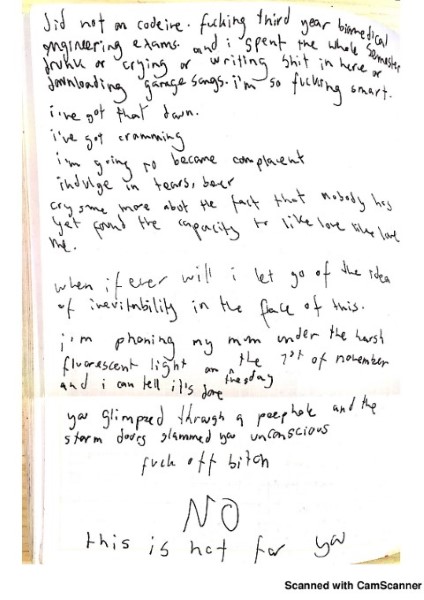 did not on codeine. fucking third year biomedical
engineering exams. and i spent the whole semester
drunk or crying or writing shit in here or
downloading garage songs. i'm so fucking smart.
i've got that down.
i've got cramming
i'm going to become complacent
indulge in tears, beer
cry some more about the fact that nobody has
yet found the capacity to like love like love
me.
when if ever will i let go of the idea
of inevitability in the face of this.
i'm phoning my mum under the harsh
fluorescent light on the 7st of november
and i can tell it's tuesday
you glimpsed through a peephole and the
storm doors slammed you unconscious
fuck off bitch
NO
this is not for you
Scanned with CamScanner